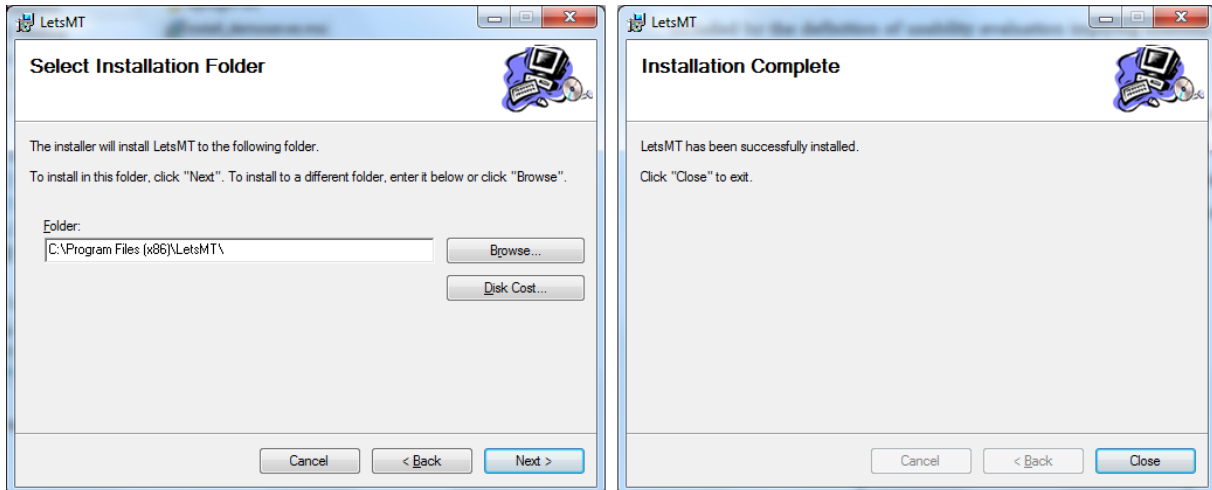 LetsMT
Select Installation Folder
The installer will install LetsMT to the following folder.
To install in this folder, click "Next". To install to a different folder, enter it below or click "Browse".
Folder:
C:\Program Files (x86)\LetsMT\
Browse...
Disk Cost...
Cancel
< Back
Next >
LetsMT
Installation Complete
LetsMT has been successfully installed.
Click "Close" to exit.
Cancel
< Back
Close